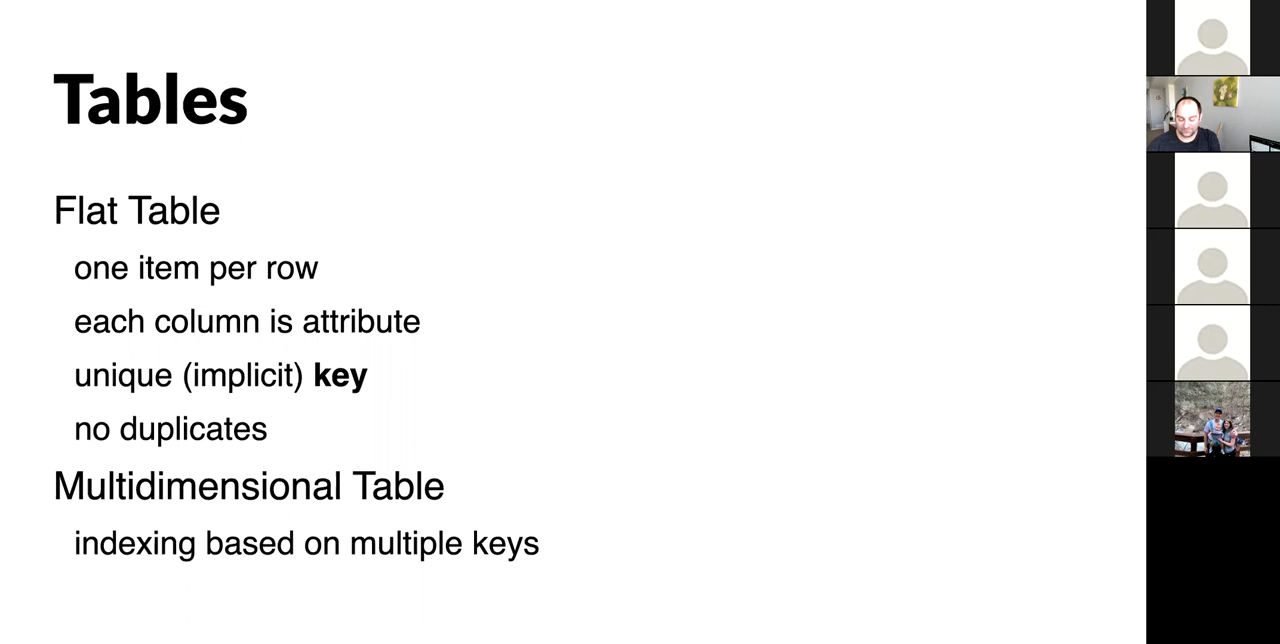 Tables
Flat Table
one item per row
each column is attribute
unique (implicit) key
no duplicates
Multidimensional Table
indexing based on multiple keys